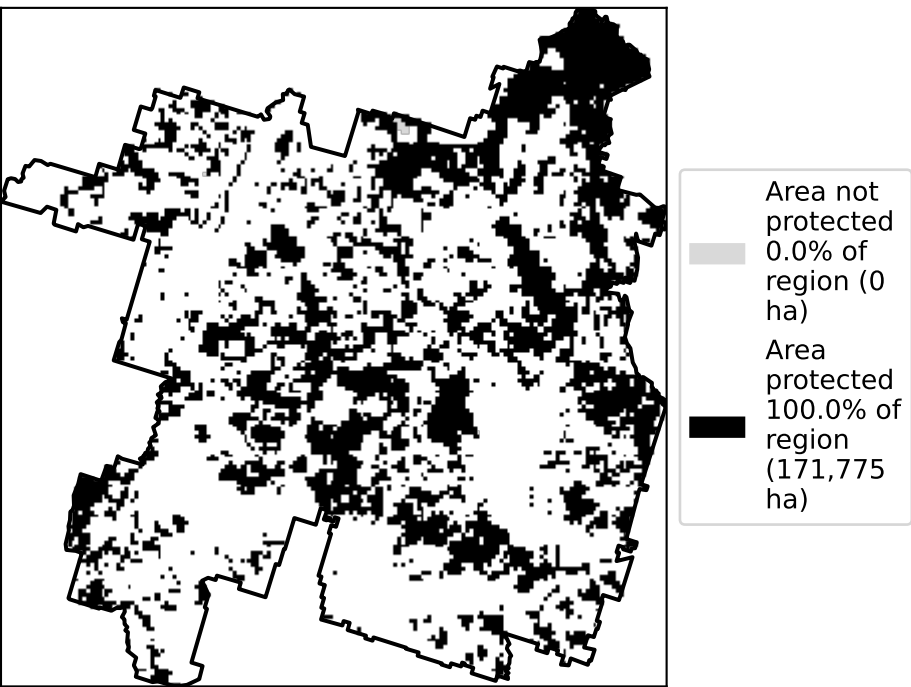 Area not
protected
0.0% of
region (0
ha)
Area
protected
100.0% of
region
(171,775
ha)